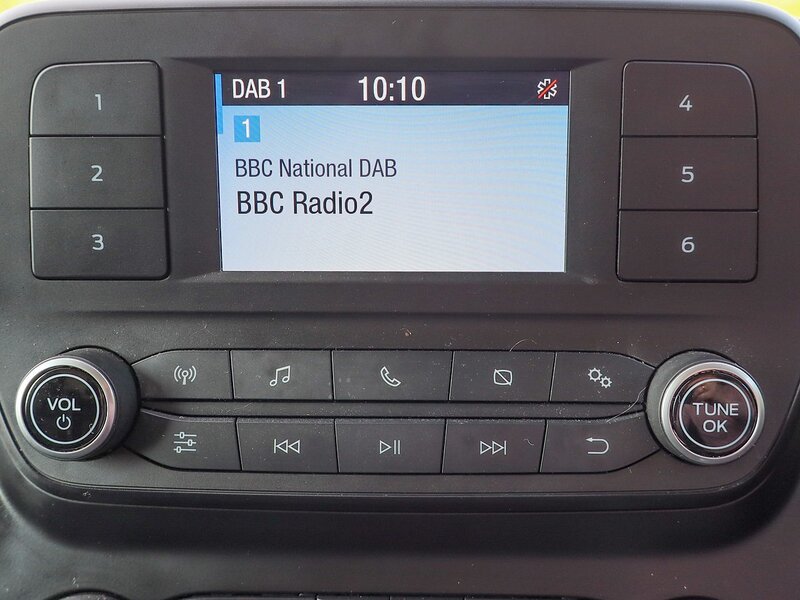 DAB 1 10:10
1
BBC National DAB
BBC Radio2
1
2
3
4
5
6
VOL
TUNE
OK